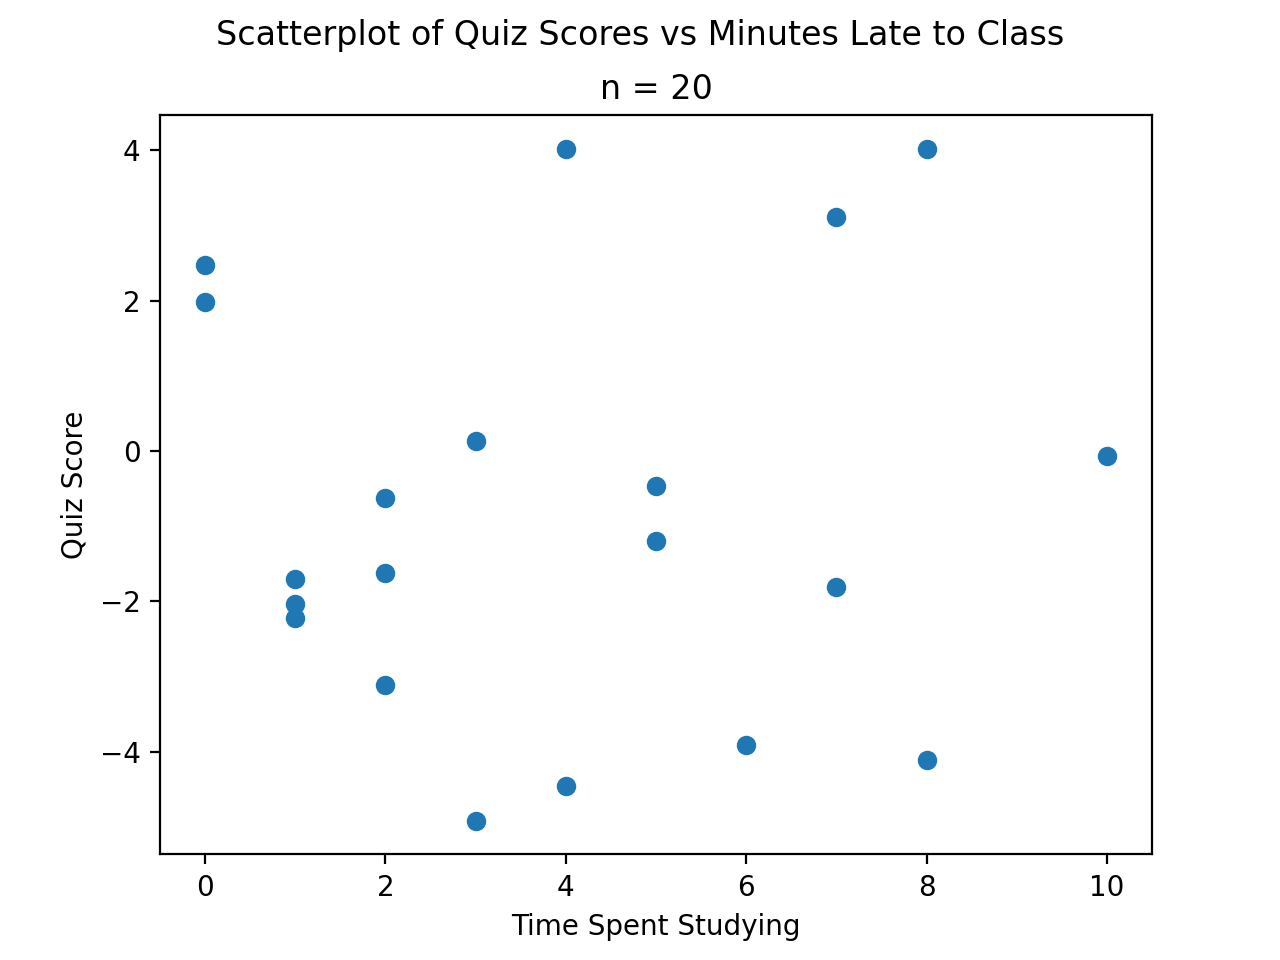 Scatterplot of Quiz Scores vs Minutes Late to Class
n = 20
4
2
0
−2
−4
Quiz Score
0 2 4 6 8 10
Time Spent Studying